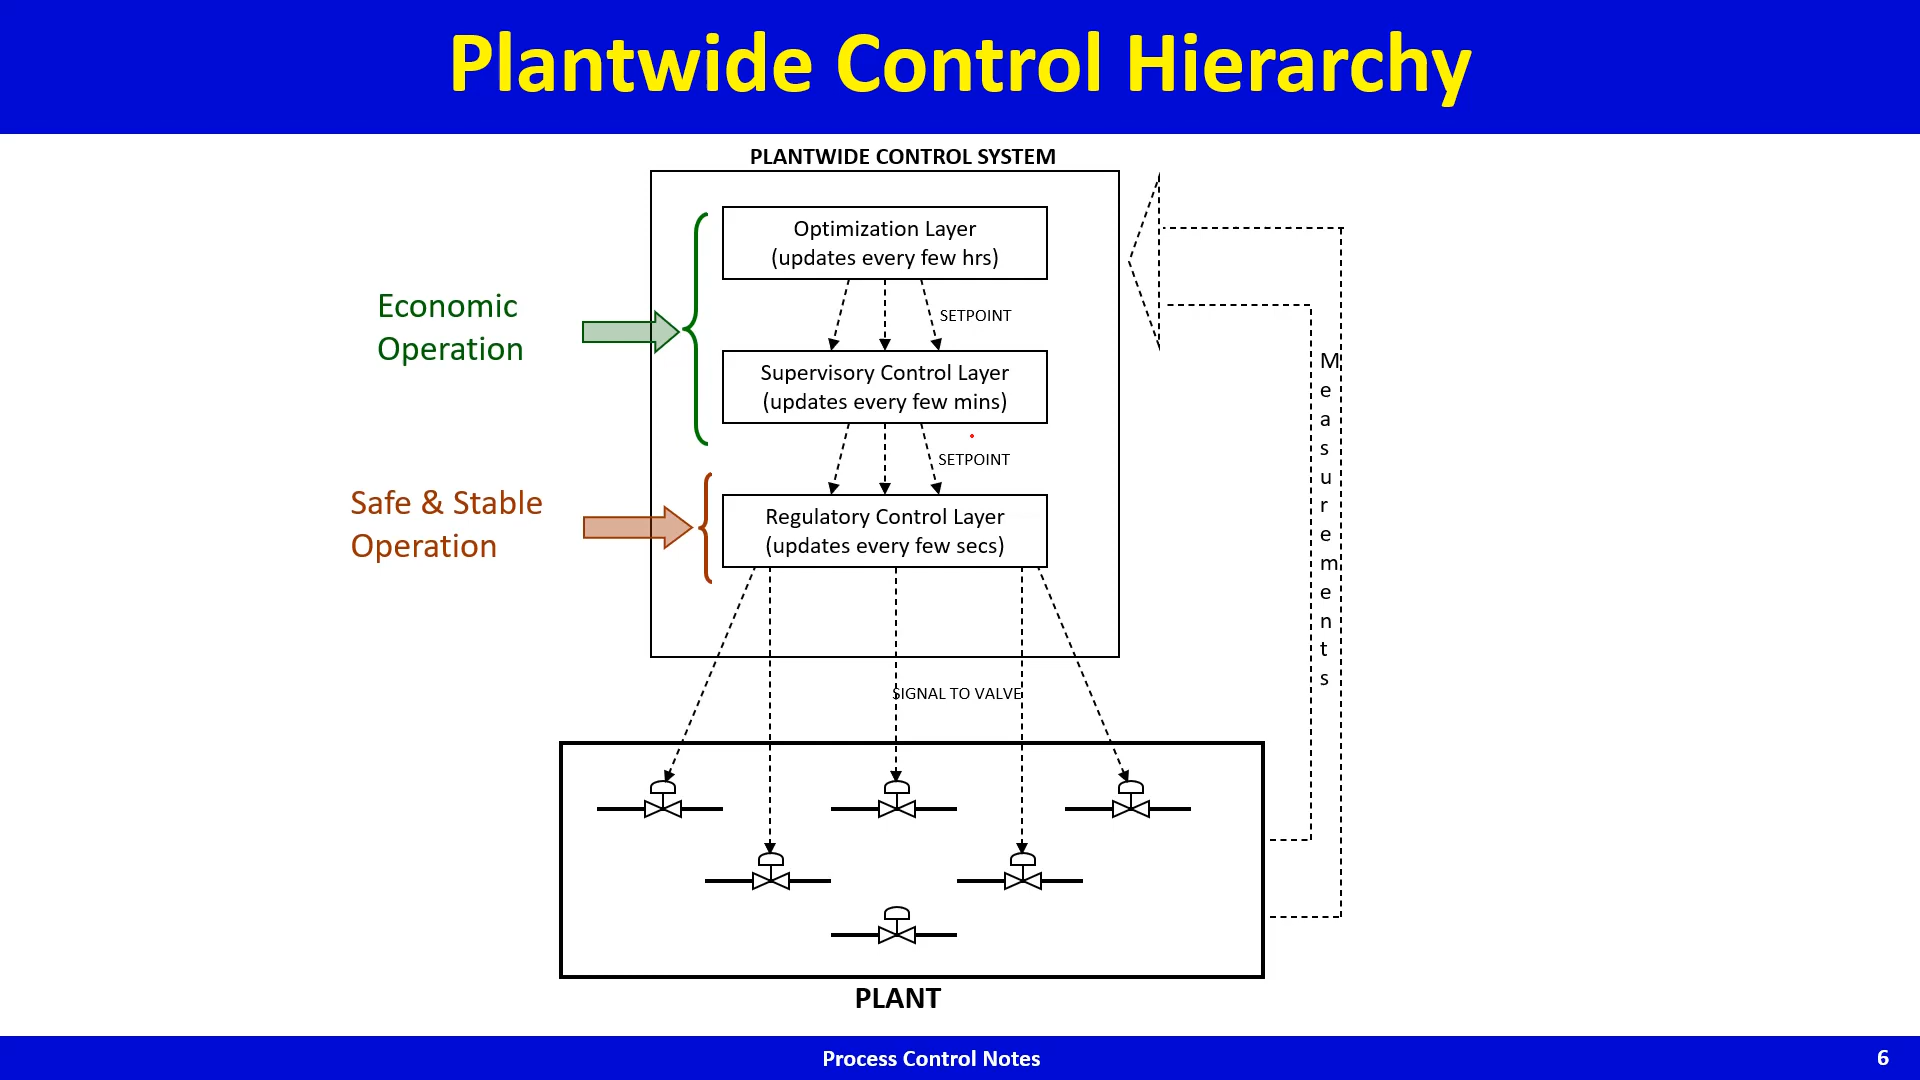 Plantwide Control Hierarchy
PLANTWIDE CONTROL SYSTEM
Optimization Layer
(updates every few hrs)
Economic
Operation
SETPOINT
Supervisory Control Layer
(updates every few mins)
SETPOINT
Safe & Stable
Operation
Regulatory Control Layer
(updates every few secs)
Measurements
SIGNAL TO VALVE
PLANT
Process Control Notes
6